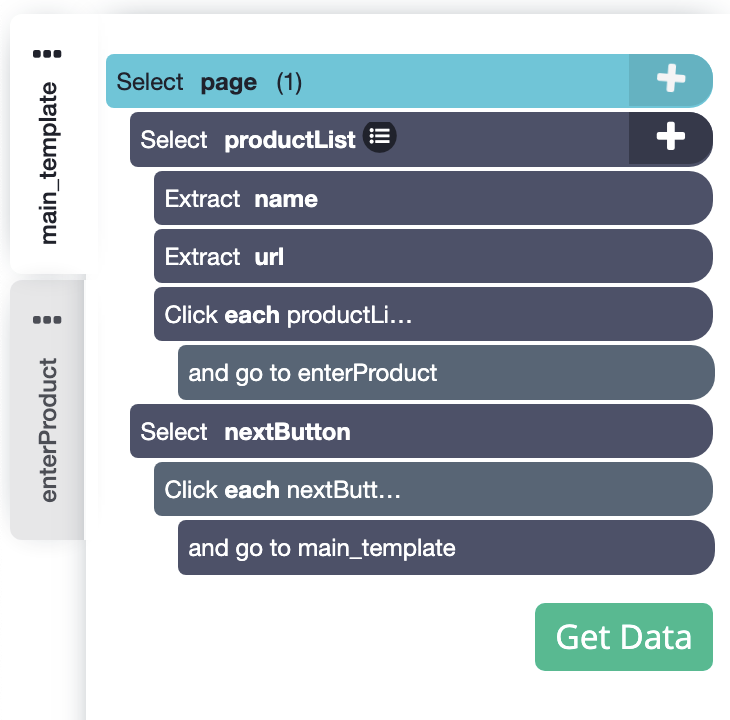 main_template
enterProduct
Select page (1)
Select productList
Extract name
Extract url
Click each productLi…
and go to enterProduct
Select nextButton
Click each nextButt…
and go to main_template
Get Data